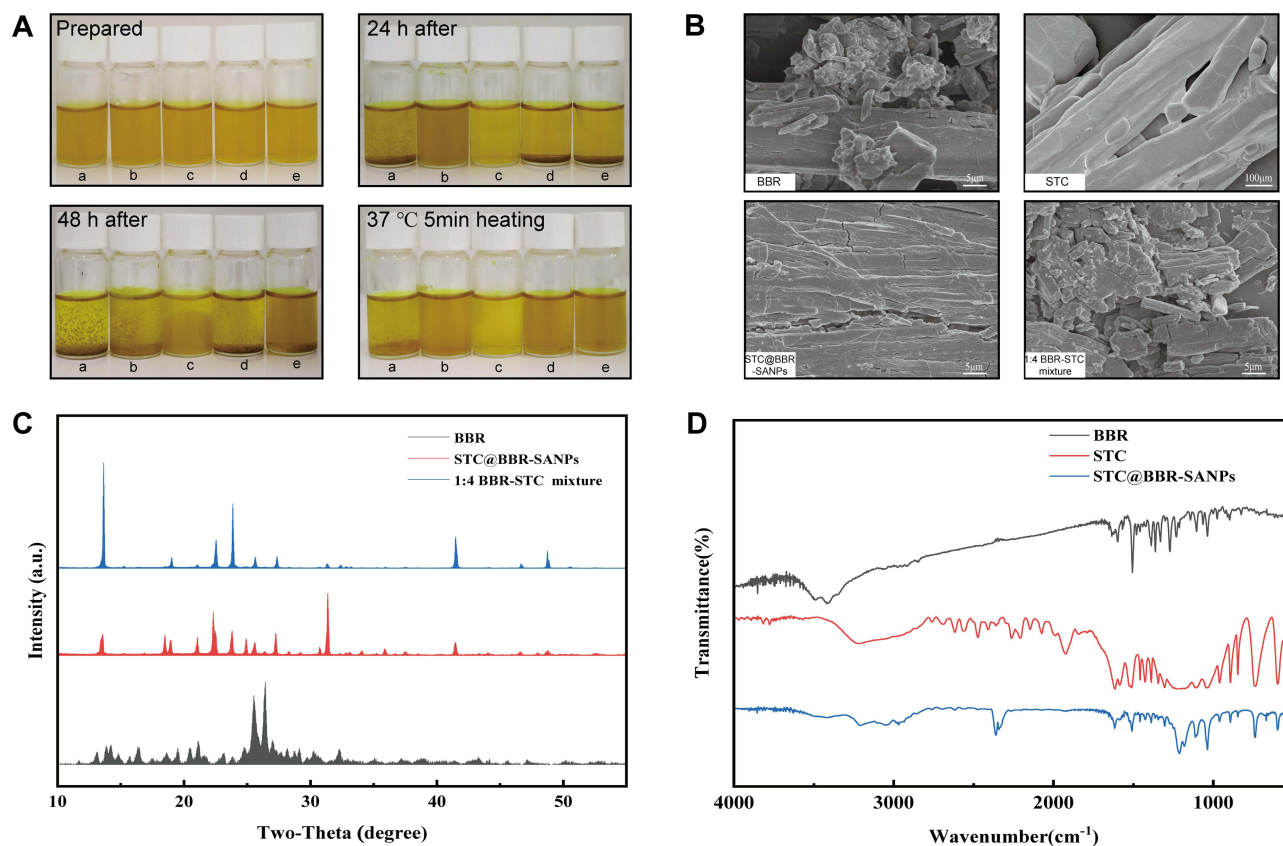 A
Prepared
a b c d e
24 h after
a b c d e
48 h after
a b c d e
37 ℃ 5min heating
a b c d e
B
BBR
5μm
STC
100μm
STC@BBR
-SANPs
5μm
1:4 BBR-STC
mixture
5μm
C
BBR
STC@BBR-SANPs
1:4 BBR-STC mixture
Intensity (a.u.)
10 20 30 40 50
Two-Theta (degree)
D
BBR
STC
STC@BBR-SANPs
Transmittance(%)
4000 3000 2000 1000
Wavenumber(cm⁻¹)